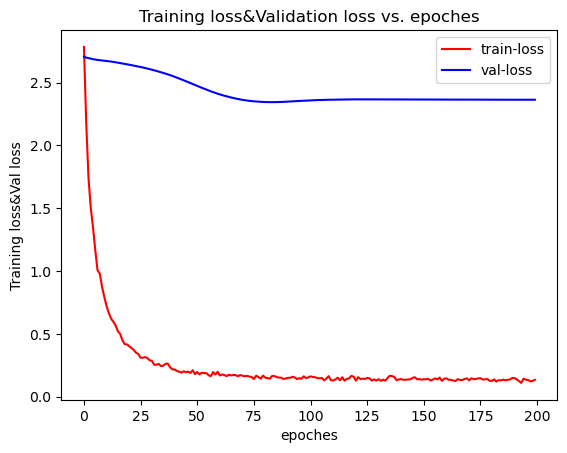 Training loss&Validation loss vs. epoches
train-loss
val-loss
Training loss&Val loss
2.5
2.0
1.5
1.0
0.5
0.0
0 25 50 75 100 125 150 175 200
epoches